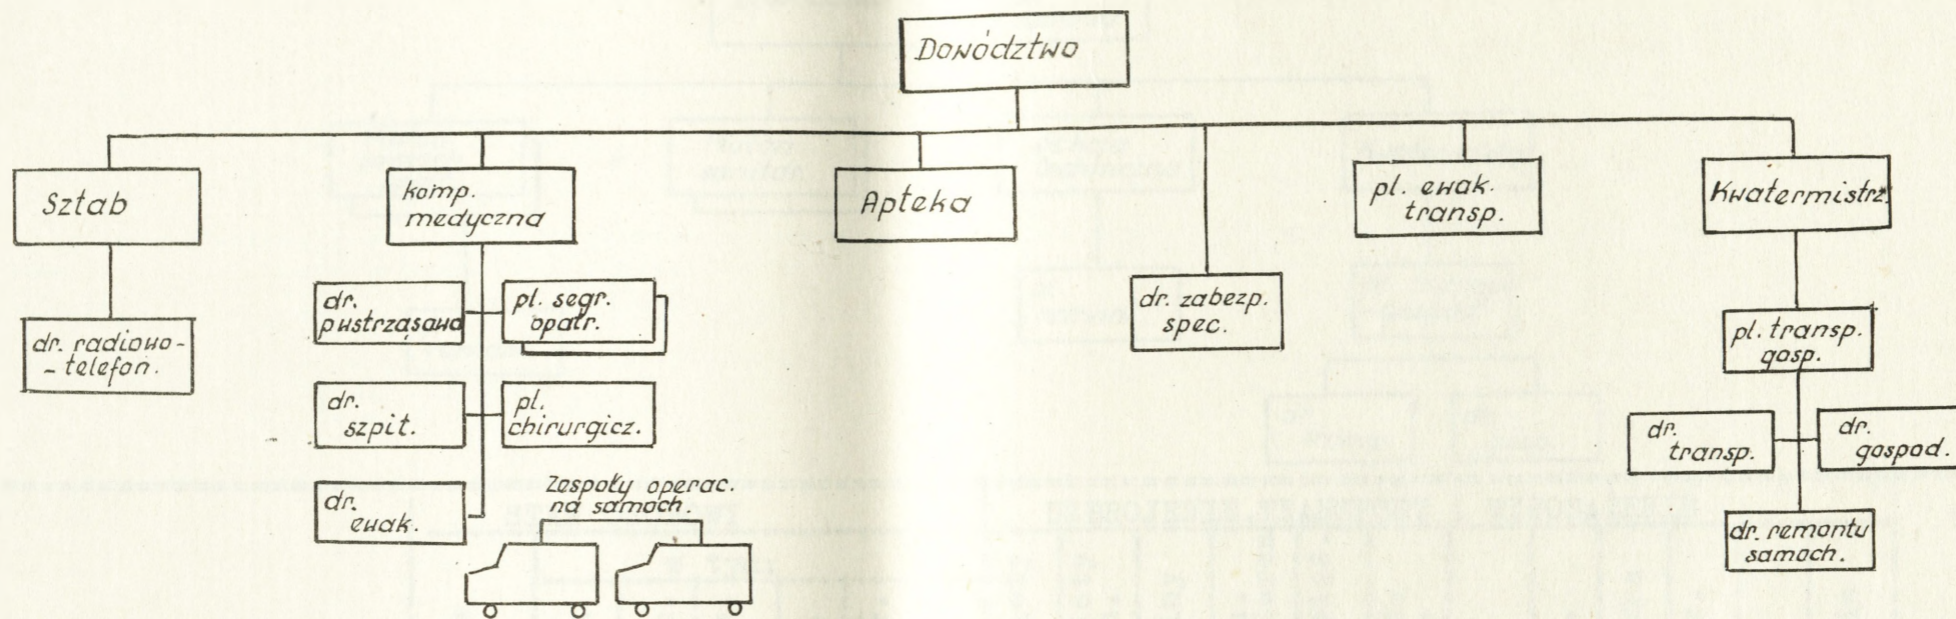 Dowództwo
Sztab
komp.
medyczna
Apteka
pl. ewak.
transp.
Kwatermistrz.
dr. radiowo-
- telefon.
dr.
pwstrząsowa
pl. segr.
opatr.
dr. zabezp.
spec.
pl. transp.
gosp.
dr.
szpit.
pl.
chirurgicz.
dr.
transp.
dr.
gospod.
dr.
ewak.
Zespoły operac.
na samoch.
dr. remontu
samoch.